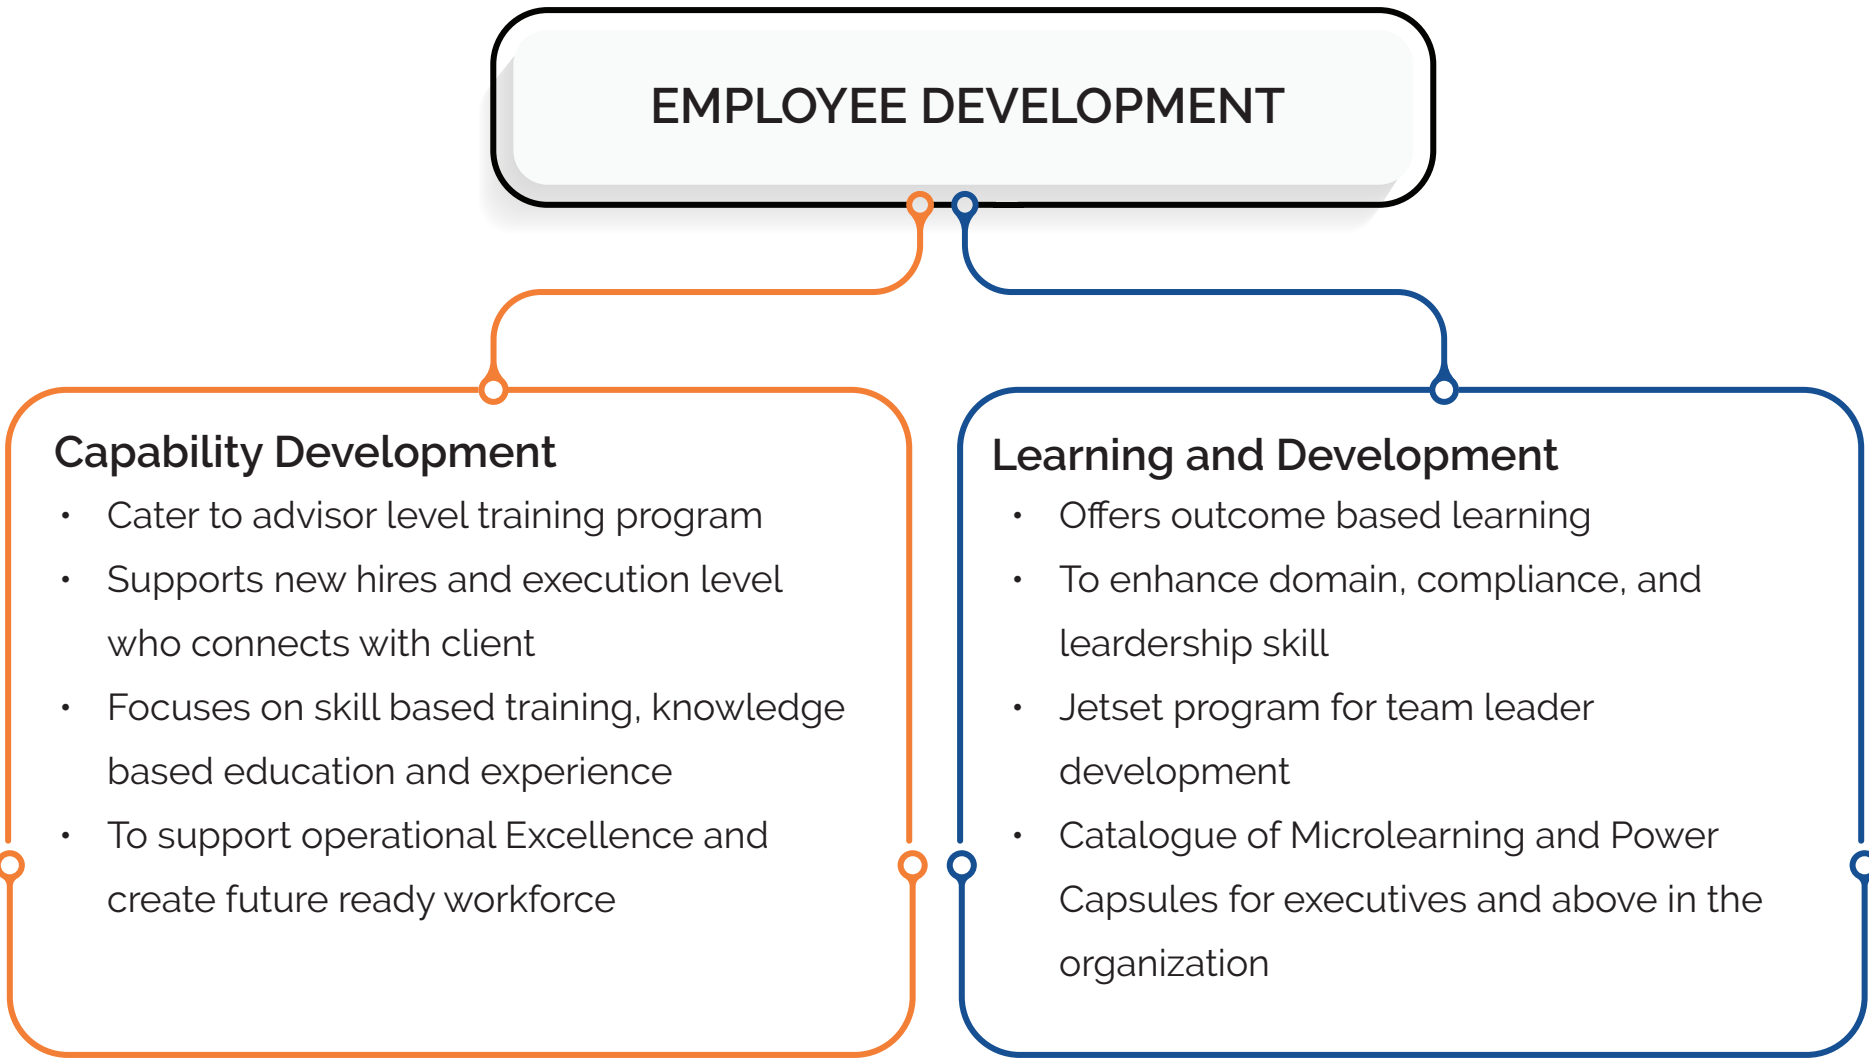 EMPLOYEE DEVELOPMENT
Capability Development
• Cater to advisor level training program
• Supports new hires and execution level
who connects with client
• Focuses on skill based training, knowledge
based education and experience
• To support operational Excellence and
create future ready workforce
Learning and Development
• Offers outcome based learning
• To enhance domain, compliance, and
leardership skill
• Jetset program for team leader
development
• Catalogue of Microlearning and Power
Capsules for executives and above in the
organization